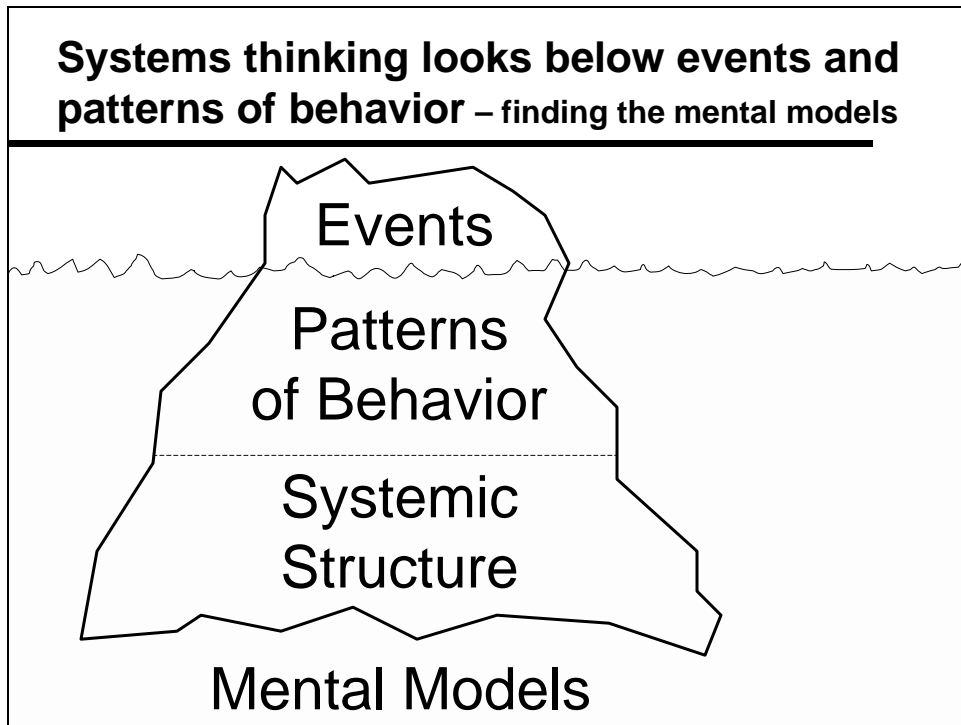 Systems thinking looks below events and
patterns of behavior – finding the mental models
Events
Patterns
of Behavior
Systemic
Structure
Mental Models